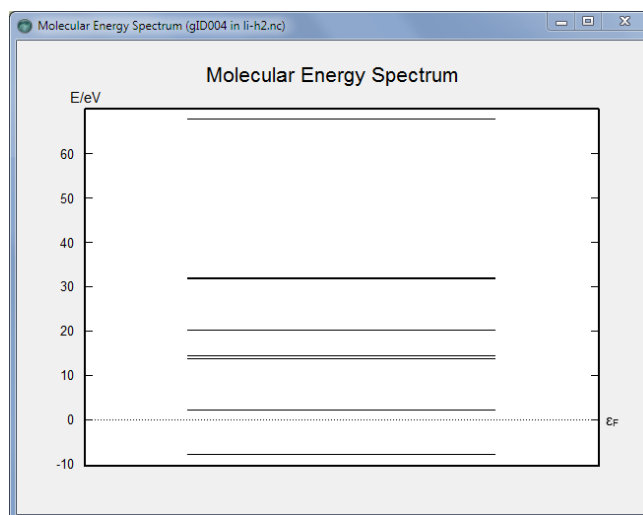 Molecular Energy Spectrum (gID004 in li-h2.nc)
Molecular Energy Spectrum
E/eV
60
50
40
30
20
10
0
εF
-10